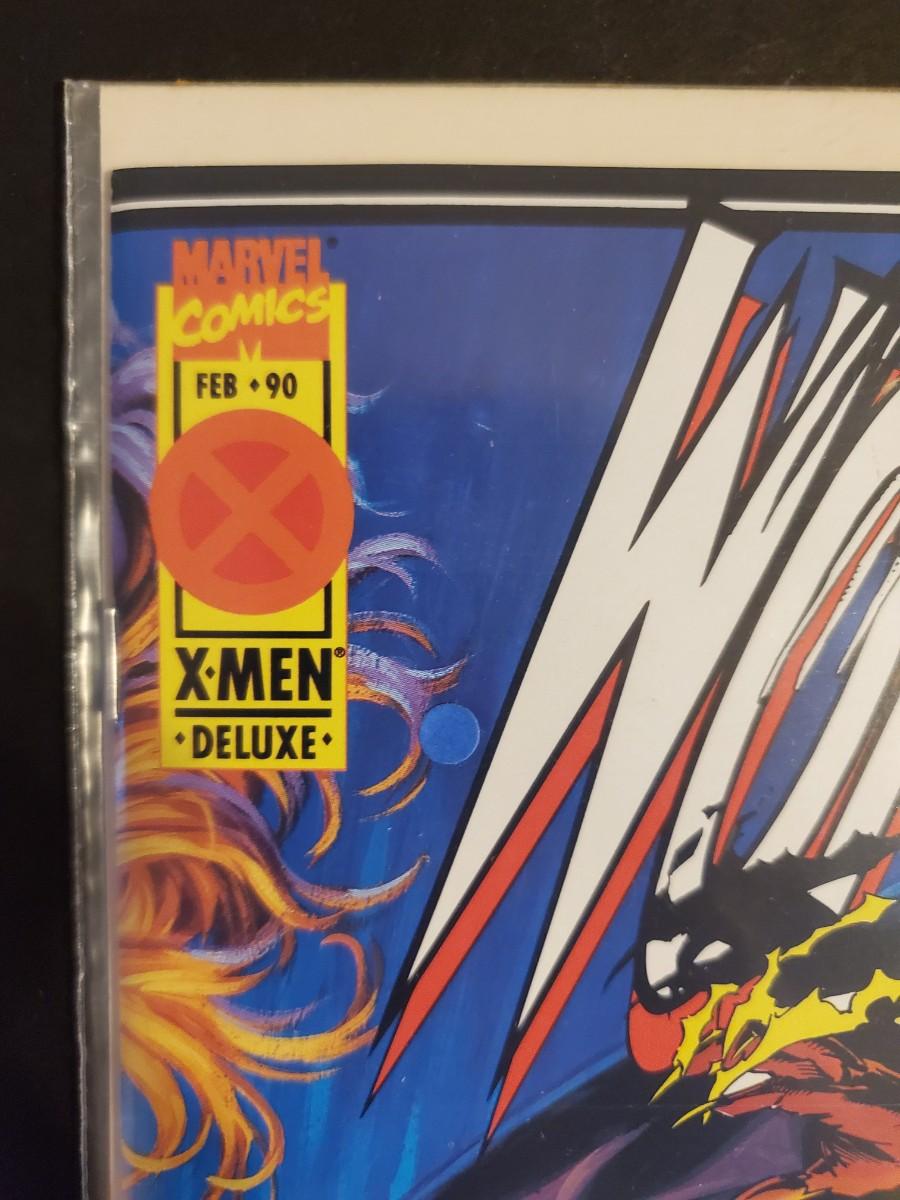 MARVEL®
COMICS
FEB ⬩ 90
X⬩MEN®
⬩DELUXE⬩